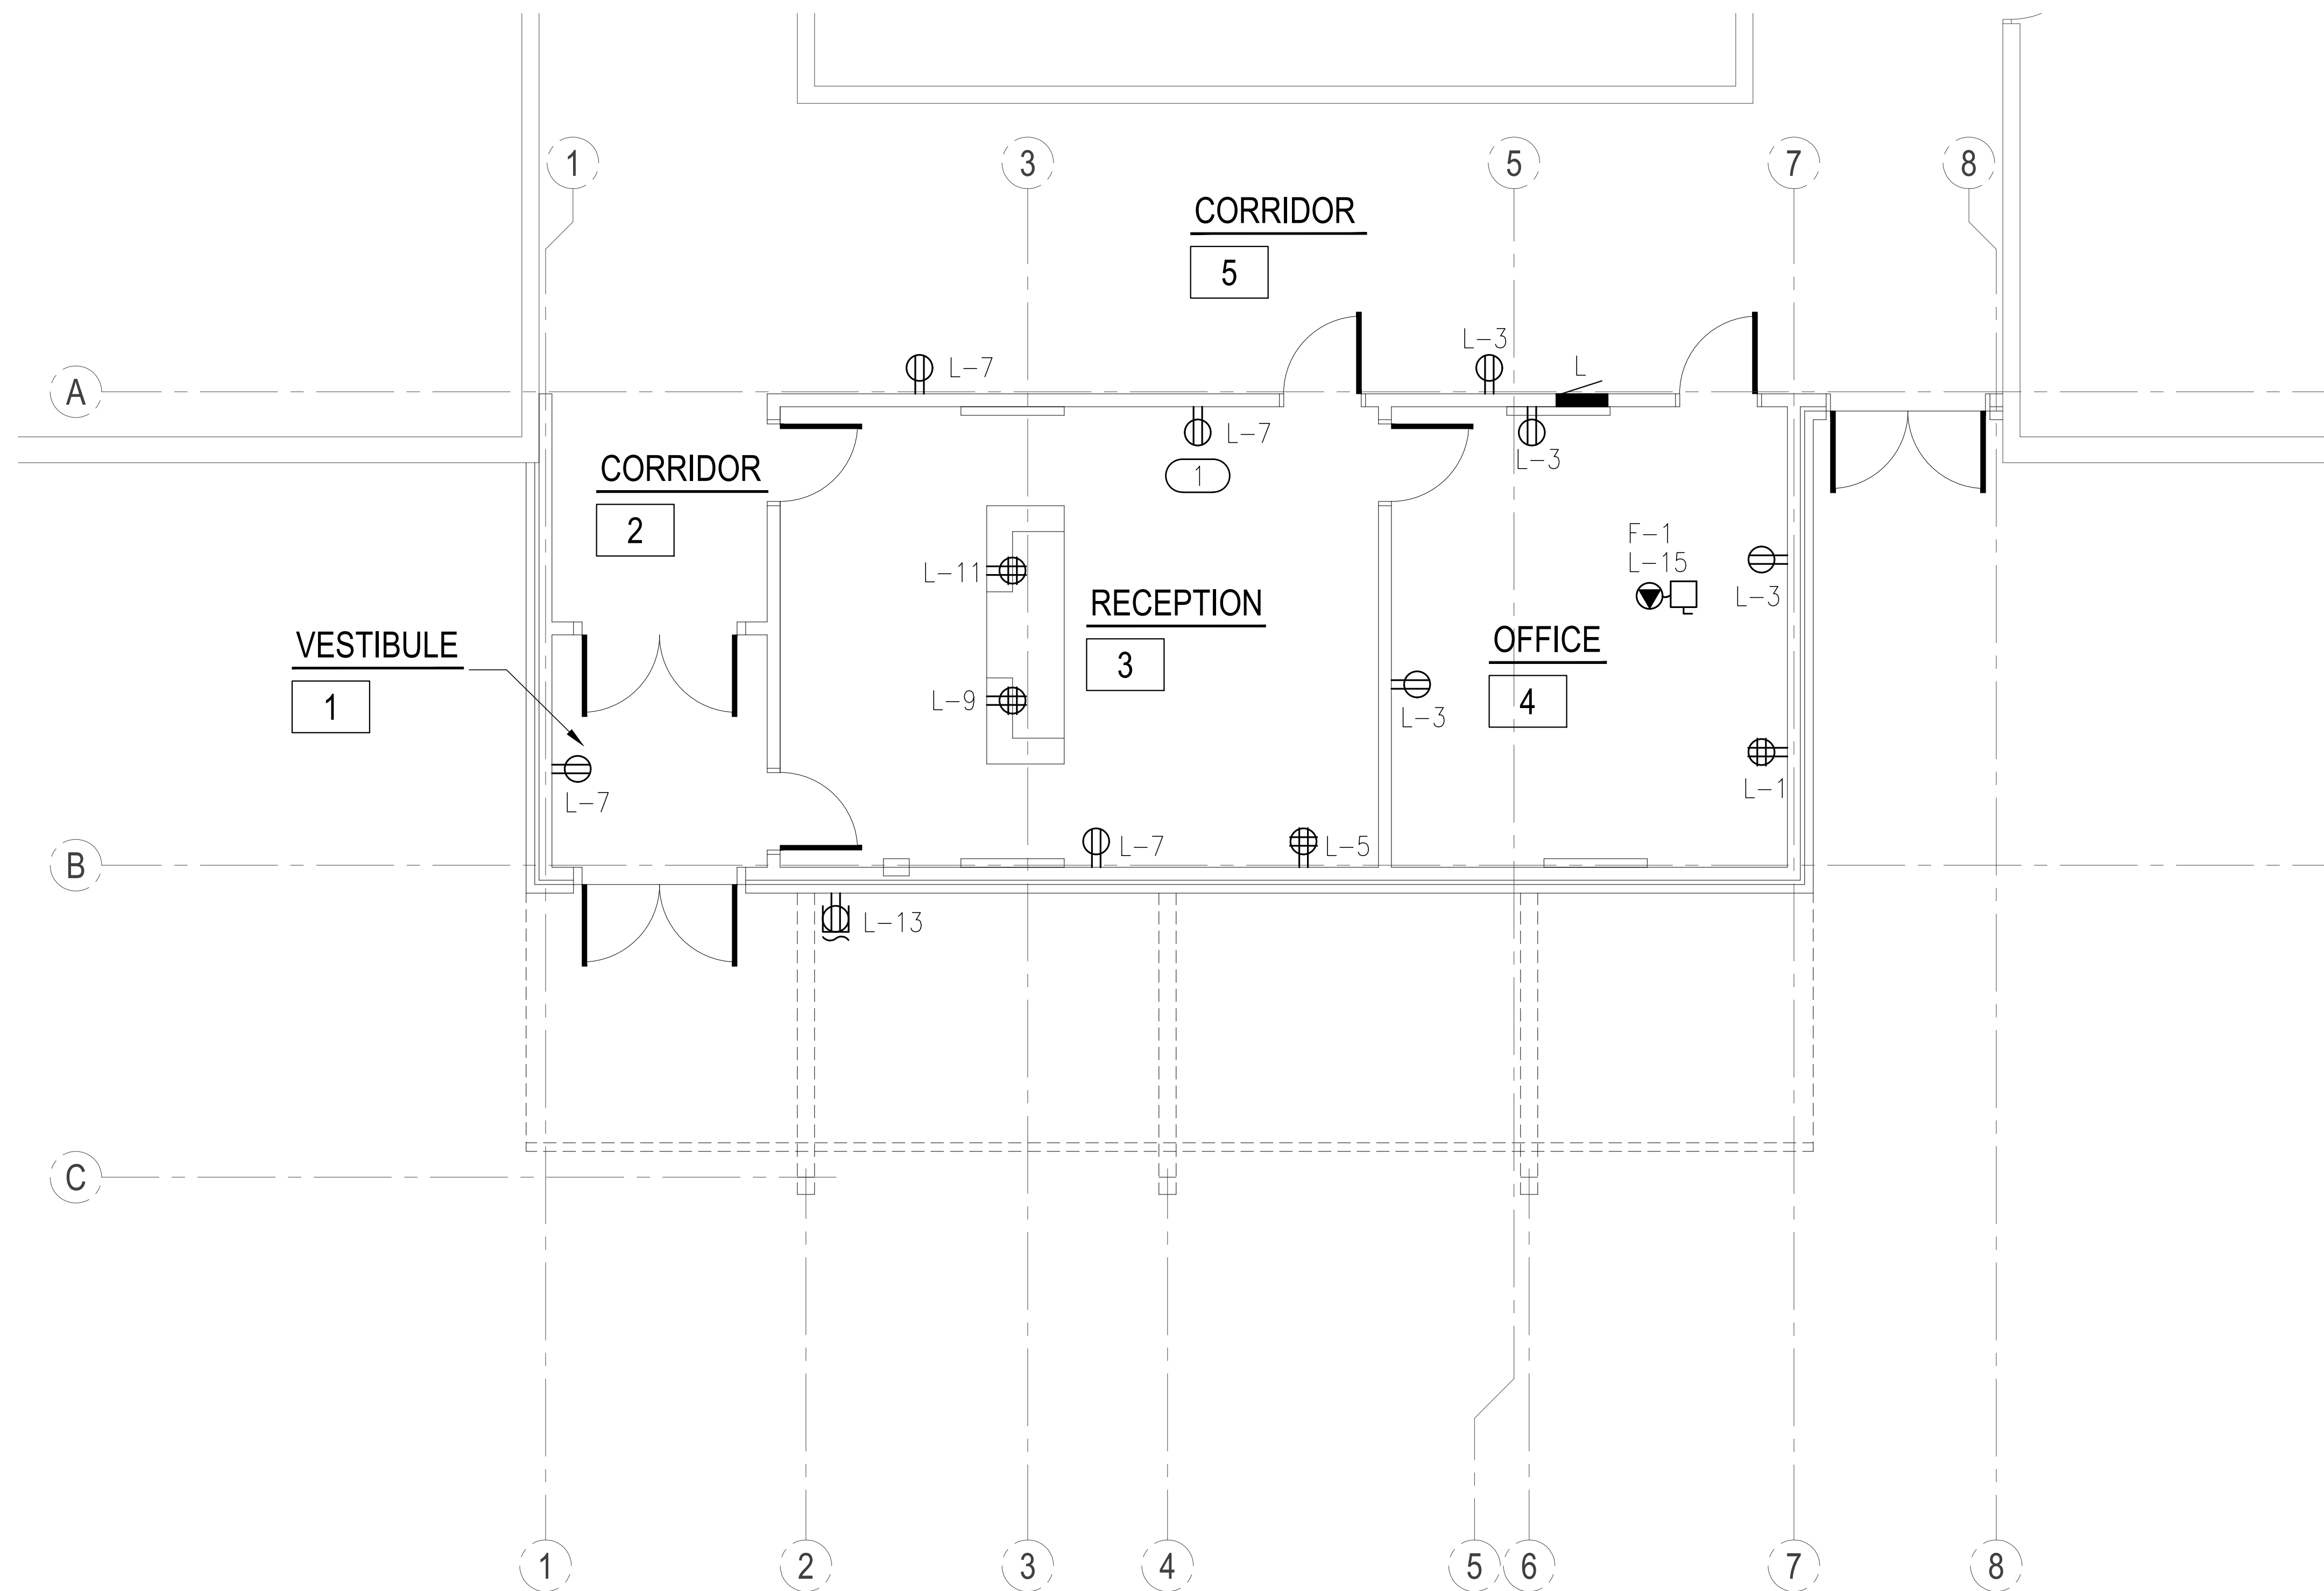 1
3
5
7
8
CORRIDOR
5
L-3
L
L-7
A
L-7
L-3
1
CORRIDOR
2
F-1
L-15
L-11
L-3
RECEPTION
3
OFFICE
4
VESTIBULE
1
L-9
L-3
L-1
L-7
L-7
L-5
B
L-13
C
1
2
3
4
5
6
7
8